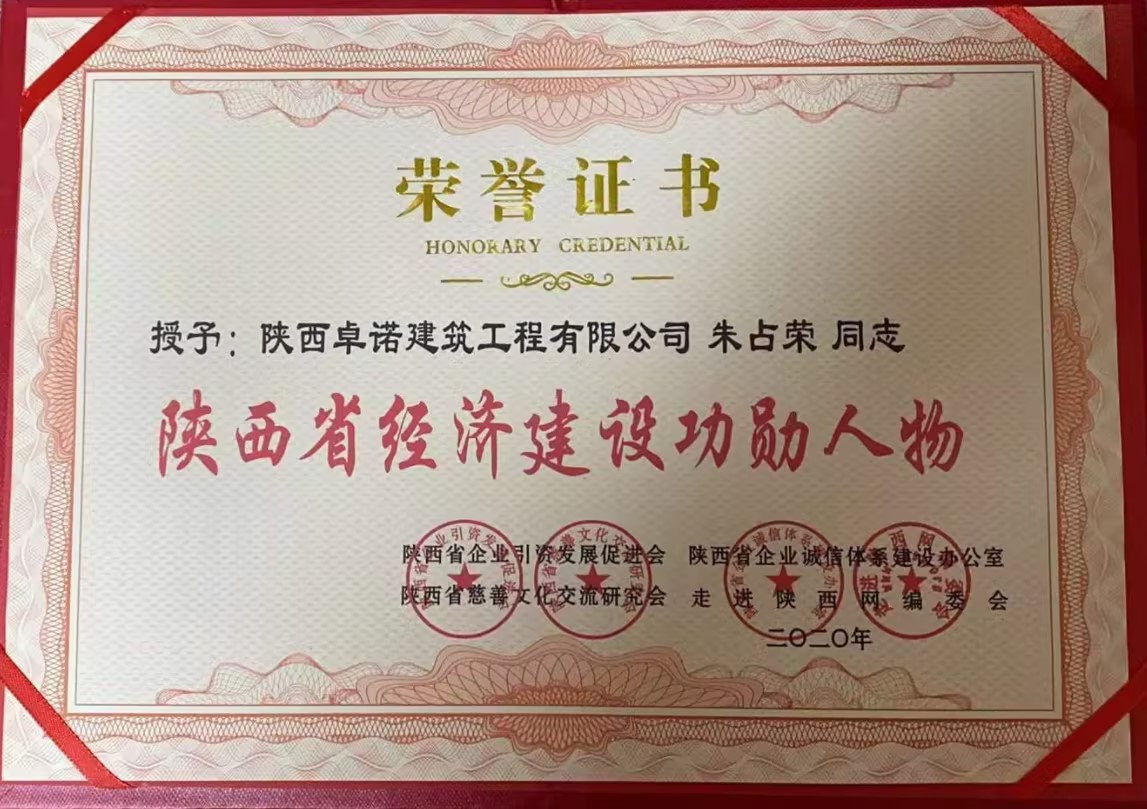 荣誉证书
HONORARY CREDENTIAL
授予：陕西卓诺建筑工程有限公司 朱占荣 同志
陕西省经济建设功勋人物
陕西省企业引资发展促进会 陕西省企业诚信体系建设办公室
陕西省慈善文化交流研究会 走进陕西网编委会
二〇二〇年